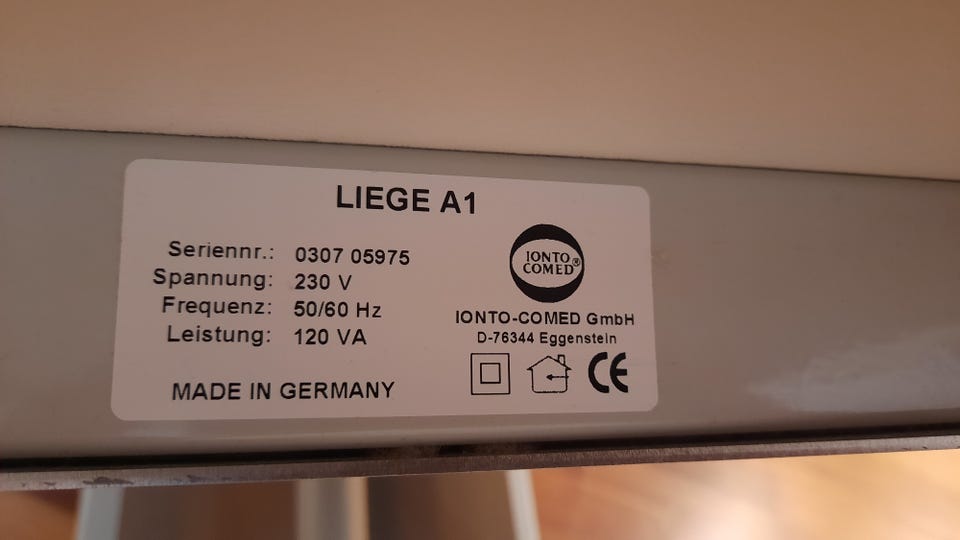 LIEGE A1
Seriennr.: 0307 05975
Spannung: 230 V
Frequenz: 50/60 Hz
Leistung: 120 VA
MADE IN GERMANY
IONTO
COMED®
IONTO-COMED GmbH
D-76344 Eggenstein
CE